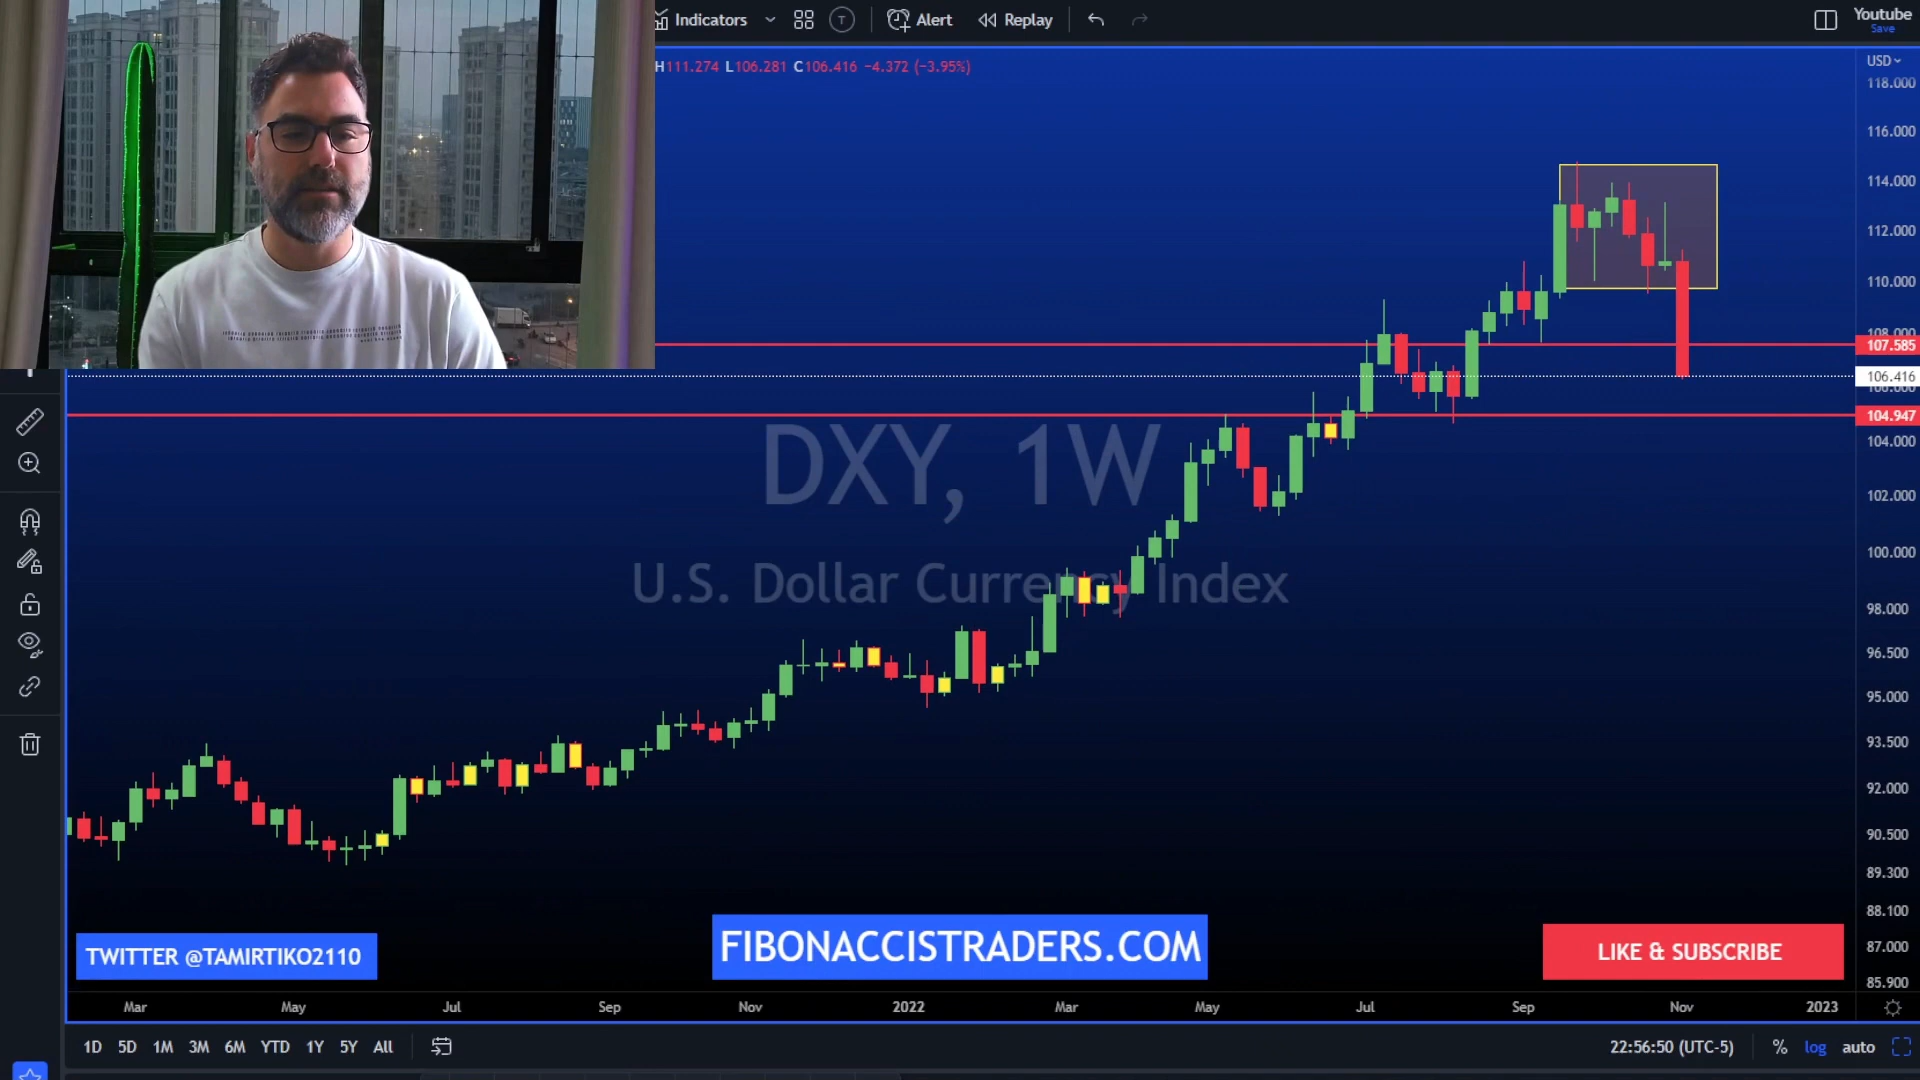 Indicators
T
Alert
Replay
Youtube
Save
H111.274 L106.281 C106.416 −4.372 (−3.95%)
USD
118.000
116.000
114.000
112.000
110.000
108.000
107.585
106.416
106.000
104.947
104.000
102.000
100.000
98.000
96.500
95.000
93.500
92.000
90.500
89.300
88.100
87.000
85.900
DXY, 1W
U.S. Dollar Currency Index
TWITTER @TAMIRTIKO2110
FIBONACCISTRADERS.COM
LIKE & SUBSCRIBE
Mar May Jul Sep Nov 2022 Mar May Jul Sep Nov 2023
1D 5D 1M 3M 6M YTD 1Y 5Y All
22:56:50 (UTC-5) % log auto